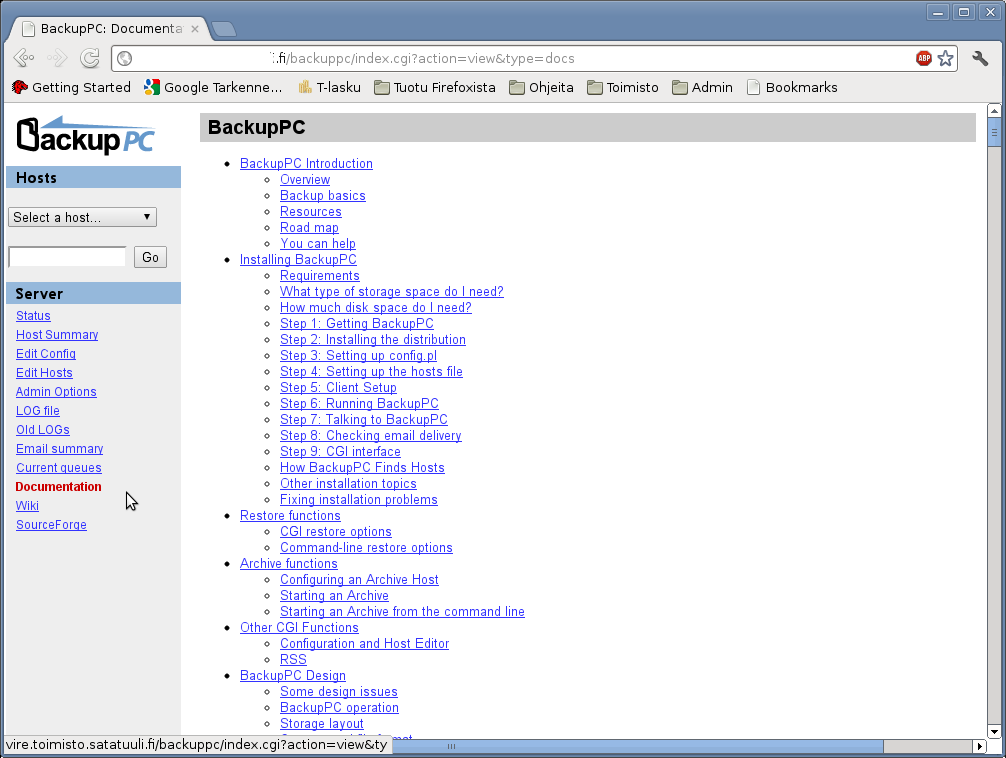 BackupPC: Documenta
.fi/backuppc/index.cgi?action=view&type=docs
ABP
Getting Started
Google Tarkenne...
T-lasku
Tuotu Firefoxista
Ohjeita
Toimisto
Admin
Bookmarks
BackupPC
Hosts
Select a host...
Go
Server
Status
Host Summary
Edit Config
Edit Hosts
Admin Options
LOG file
Old LOGs
Email summary
Current queues
Documentation
Wiki
SourceForge
BackupPC
BackupPC Introduction
Overview
Backup basics
Resources
Road map
You can help
Installing BackupPC
Requirements
What type of storage space do I need?
How much disk space do I need?
Step 1: Getting BackupPC
Step 2: Installing the distribution
Step 3: Setting up config.pl
Step 4: Setting up the hosts file
Step 5: Client Setup
Step 6: Running BackupPC
Step 7: Talking to BackupPC
Step 8: Checking email delivery
Step 9: CGI interface
How BackupPC Finds Hosts
Other installation topics
Fixing installation problems
Restore functions
CGI restore options
Command-line restore options
Archive functions
Configuring an Archive Host
Starting an Archive
Starting an Archive from the command line
Other CGI Functions
Configuration and Host Editor
RSS
BackupPC Design
Some design issues
BackupPC operation
Storage layout
vire.toimisto.satatuuli.fi/backuppc/index.cgi?action=view&ty